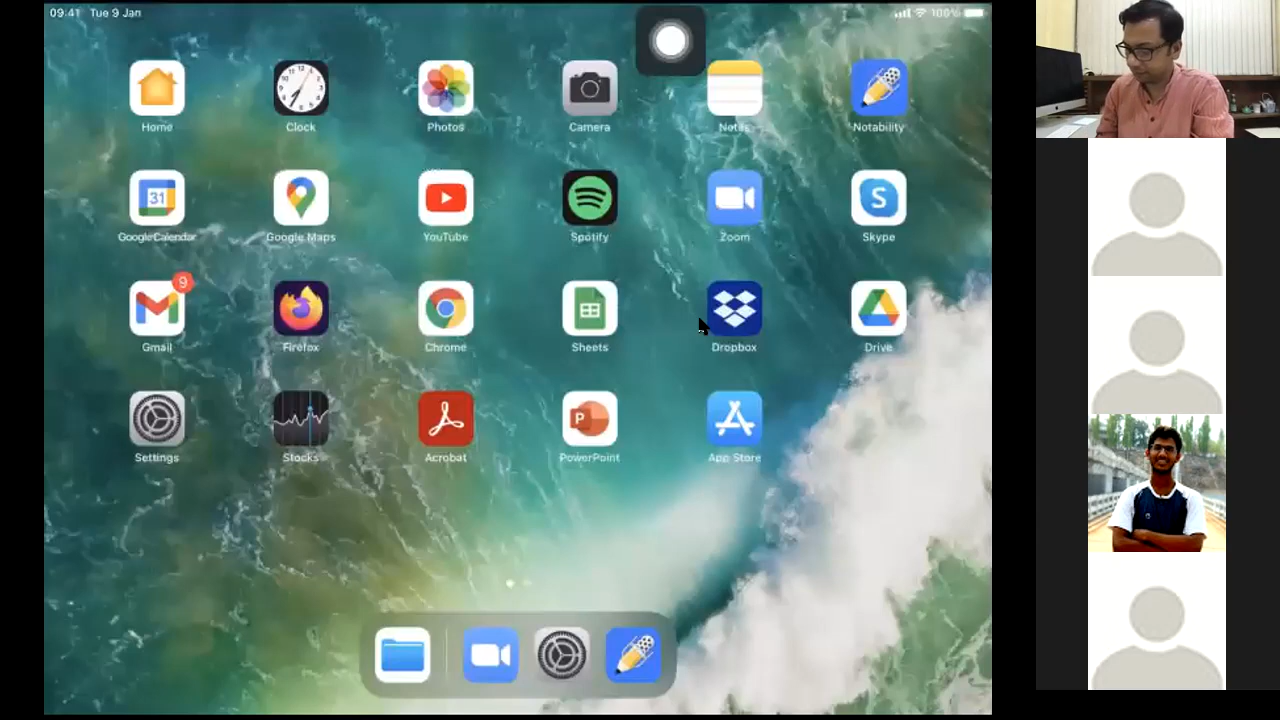 09:41 Tue 9 Jan 100%
Home Clock Photos Camera Notes Notability
31
Google Calendar Google Maps YouTube Spotify Zoom Skype
9
Gmail Firefox Chrome Sheets Dropbox Drive
Settings Stocks Acrobat PowerPoint App Store